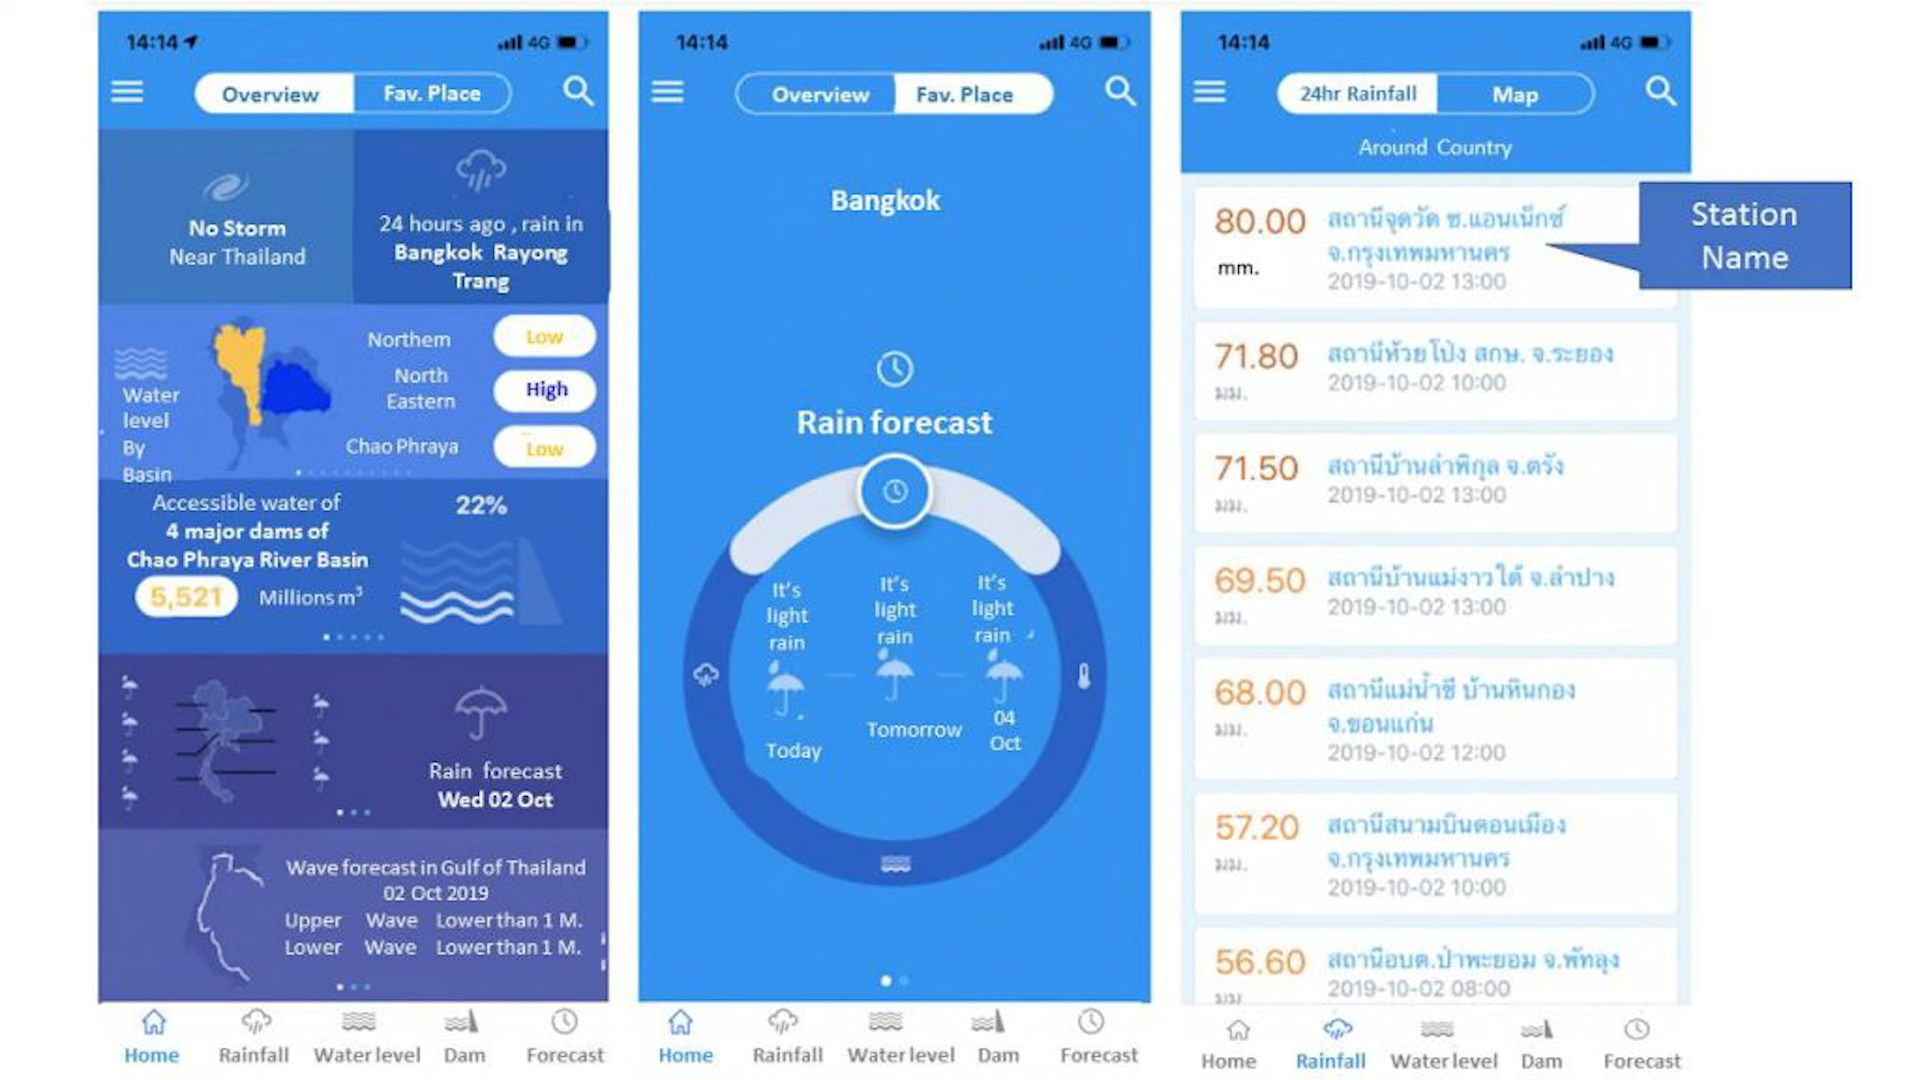 14:14
4G
Overview
Fav. Place
No Storm
Near Thailand
24 hours ago , rain in
Bangkok Rayong
Trang
Water
level
By
Basin
Northern
Low
North
Eastern
High
Chao Phraya
Low
Accessible water of
4 major dams of
Chao Phraya River Basin
22%
5,521
Millions m³
Rain forecast
Wed 02 Oct
Wave forecast in Gulf of Thailand
02 Oct 2019
Upper Wave Lower than 1 M.
Lower Wave Lower than 1 M.
Home
Rainfall
Water level
Dam
Forecast
14:14
4G
Overview
Fav. Place
Bangkok
Rain forecast
It's
light
rain
Today
It's
light
rain
Tomorrow
It's
light
rain
04
Oct
Home
Rainfall
Water level
Dam
Forecast
14:14
4G
24hr Rainfall
Map
Around Country
80.00
mm.
สถานีจุดวัด ซ.แอนเน็กซ์
จ.กรุงเทพมหานคร
2019-10-02 13:00
Station
Name
71.80
มม.
สถานีห้วยโป่ง สกษ. จ.ระยอง
2019-10-02 10:00
71.50
มม.
สถานีบ้านลำพิกุล จ.ตรัง
2019-10-02 13:00
69.50
มม.
สถานีบ้านแม่งาวใต้ จ.ลำปาง
2019-10-02 13:00
68.00
มม.
สถานีแม่น้ำชี บ้านหินกอง
จ.ขอนแก่น
2019-10-02 12:00
57.20
มม.
สถานีสนามบินดอนเมือง
จ.กรุงเทพมหานคร
2019-10-02 10:00
56.60
มม
สถานีอบต.ป่าพะยอม จ.พัทลุง
2019-10-02 08:00
Home
Rainfall
Water level
Dam
Forecast